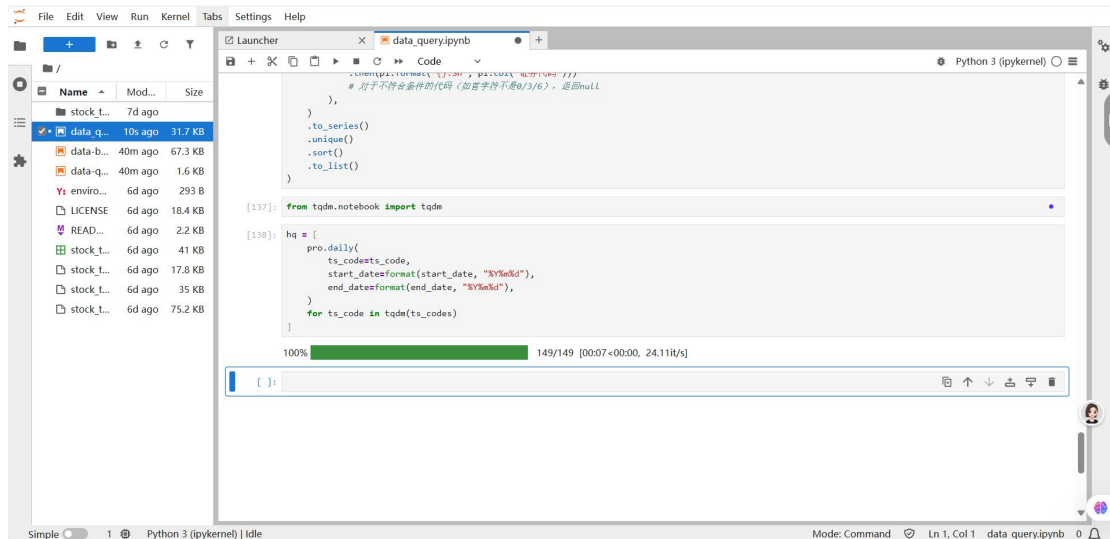 File Edit View Run Kernel Tabs Settings Help
Launcher
data_query.ipynb
Code
Python 3 (ipykernel)
/
Name Mod... Size
stock_t... 7d ago
data_q... 10s ago 31.7 KB
data-b... 40m ago 67.3 KB
data-q... 40m ago 1.6 KB
enviro... 6d ago 293 B
LICENSE 6d ago 18.4 KB
READ... 6d ago 2.2 KB
stock_t... 6d ago 41 KB
stock_t... 6d ago 17.8 KB
stock_t... 6d ago 35 KB
stock_t... 6d ago 75.2 KB
# 对于不符合条件的代码（如首字符不是0/3/6），返回null
),
)
.to_series()
.unique()
.sort()
.to_list()
)
[137]: from tqdm.notebook import tqdm
[138]: hq = [
pro.daily(
ts_code=ts_code,
start_date=format(start_date, "%Y%m%d"),
end_date=format(end_date, "%Y%m%d"),
)
for ts_code in tqdm(ts_codes)
]
100% 149/149 [00:07<00:00, 24.11it/s]
[ ]:
Simple 1 Python 3 (ipykernel) | Idle Mode: Command Ln 1, Col 1 data_query.ipynb 0